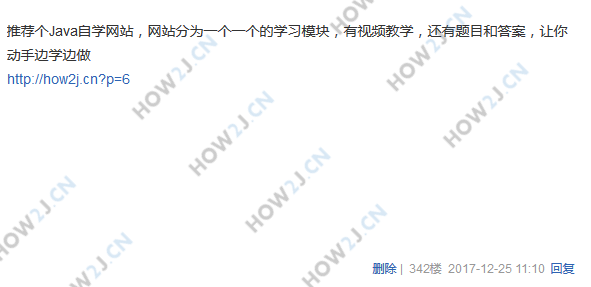 推荐个Java自学网站，网站分为一个一个的学习模块，有视频教学，还有题目和答案，让你
动手边学边做
http://how2j.cn?p=6
HOW2J.CN
HOW2J.CN
HOW2J.CN
HOW2J.CN
HOW2J.CN
HOW2J.CN
HOW2J.CN
HOW2J.CN
HOW2J.CN
删除 | 342楼 2017-12-25 11:10 回复